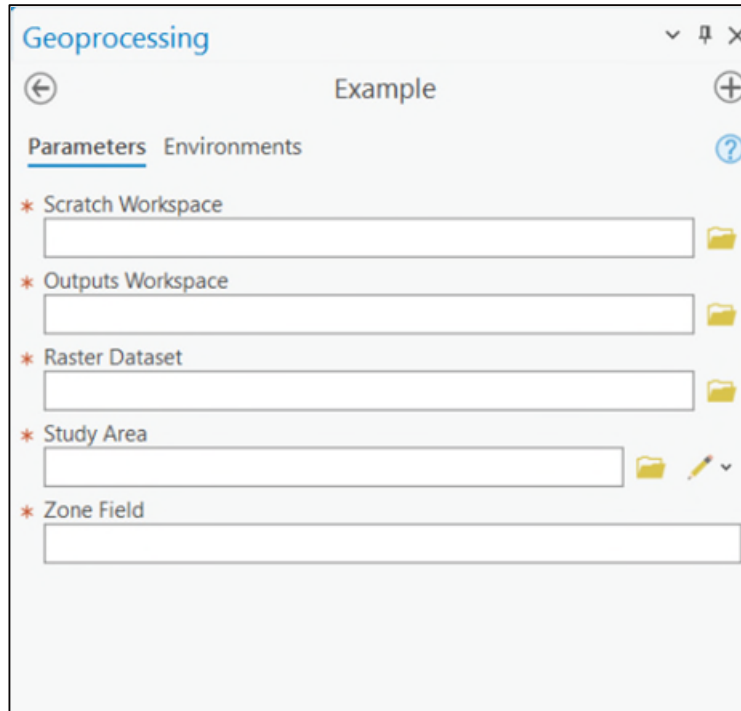 Geoprocessing
Example
Parameters Environments
* Scratch Workspace
* Outputs Workspace
* Raster Dataset
* Study Area
* Zone Field